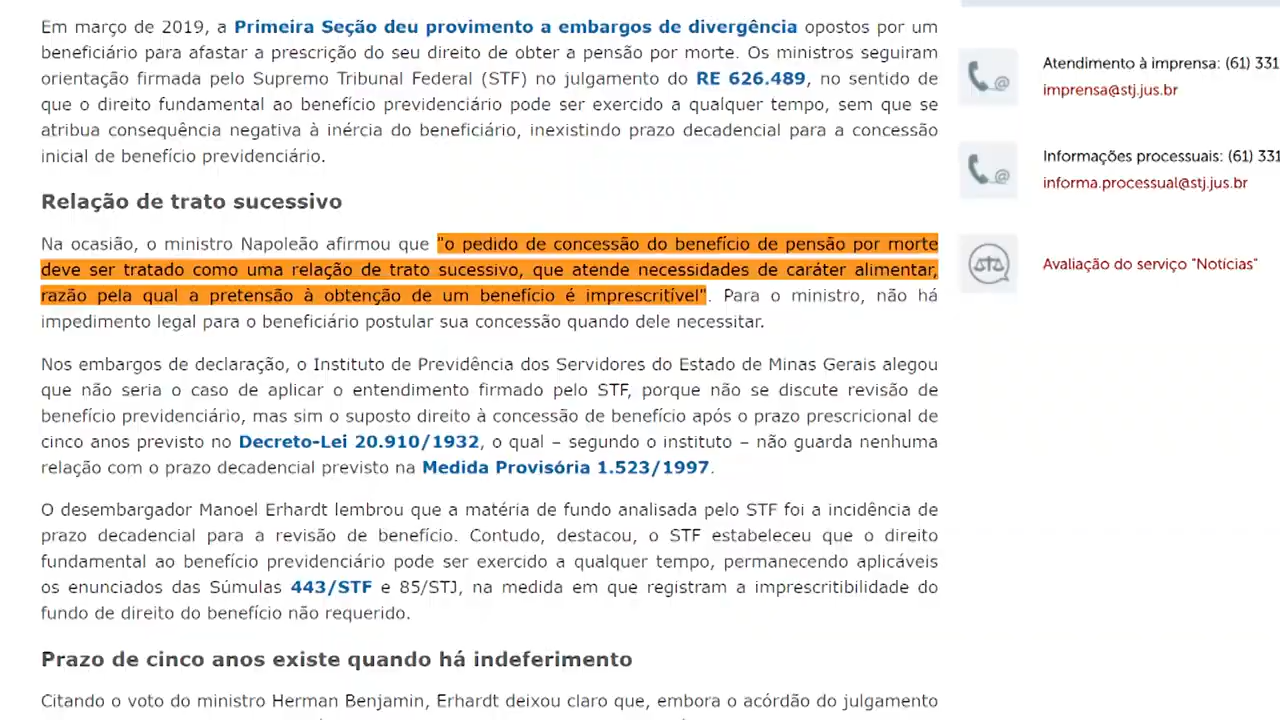 Em março de 2019, a Primeira Seção deu provimento a embargos de divergência opostos por um
beneficiário para afastar a prescrição do seu direito de obter a pensão por morte. Os ministros seguiram
orientação firmada pelo Supremo Tribunal Federal (STF) no julgamento do RE 626.489, no sentido de
que o direito fundamental ao benefício previdenciário pode ser exercido a qualquer tempo, sem que se
atribua consequência negativa à inércia do beneficiário, inexistindo prazo decadencial para a concessão
inicial de benefício previdenciário.
Relação de trato sucessivo
Na ocasião, o ministro Napoleão afirmou que "o pedido de concessão do benefício de pensão por morte
deve ser tratado como uma relação de trato sucessivo, que atende necessidades de caráter alimentar,
razão pela qual a pretensão à obtenção de um benefício é imprescritível". Para o ministro, não há
impedimento legal para o beneficiário postular sua concessão quando dele necessitar.
Nos embargos de declaração, o Instituto de Previdência dos Servidores do Estado de Minas Gerais alegou
que não seria o caso de aplicar o entendimento firmado pelo STF, porque não se discute revisão de
benefício previdenciário, mas sim o suposto direito à concessão de benefício após o prazo prescricional de
cinco anos previsto no Decreto-Lei 20.910/1932, o qual – segundo o instituto – não guarda nenhuma
relação com o prazo decadencial previsto na Medida Provisória 1.523/1997.
O desembargador Manoel Erhardt lembrou que a matéria de fundo analisada pelo STF foi a incidência de
prazo decadencial para a revisão de benefício. Contudo, destacou, o STF estabeleceu que o direito
fundamental ao benefício previdenciário pode ser exercido a qualquer tempo, permanecendo aplicáveis
os enunciados das Súmulas 443/STF e 85/STJ, na medida em que registram a imprescritibilidade do
fundo de direito do benefício não requerido.
Prazo de cinco anos existe quando há indeferimento
Citando o voto do ministro Herman Benjamin, Erhardt deixou claro que, embora o acórdão do julgamento
Atendimento à imprensa: (61) 331
imprensa@stj.jus.br
Informações processuais: (61) 331
informa.processual@stj.jus.br
Avaliação do serviço "Notícias"